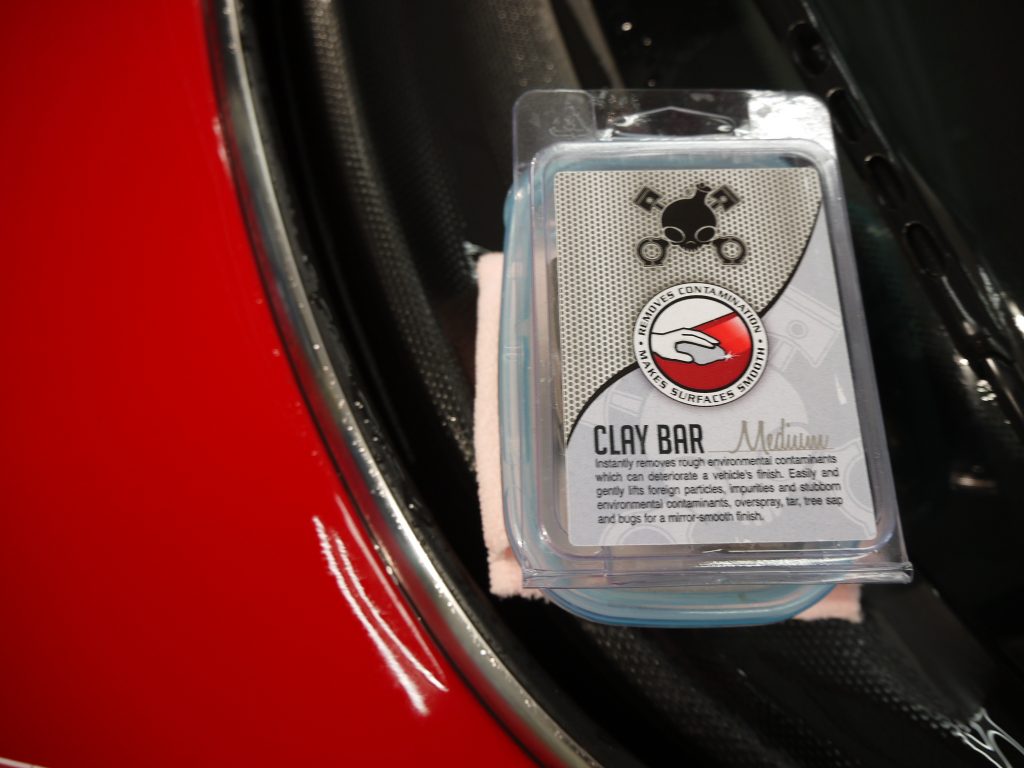 REMOVES CONTAMINATION
MAKES SURFACES SMOOTH
CLAY BAR Medium
Instantly removes rough environmental contaminants
which can deteriorate a vehicle's finish. Easily and
gently lifts foreign particles, impurities and stubborn
environmental contaminants, overspray, tar, tree sap
and bugs for a mirror-smooth finish.